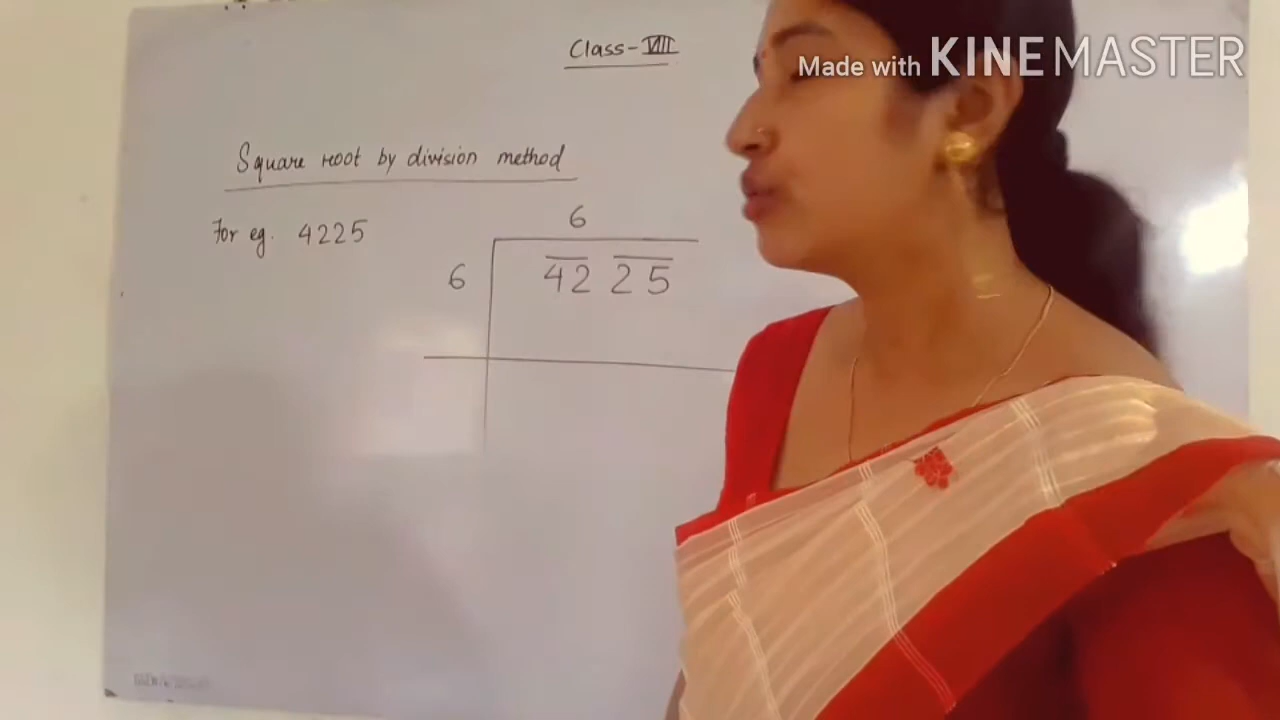 Class-VIII
Made with KINEMASTER
Square root by division method
For eg. 4225
6
6
42 25